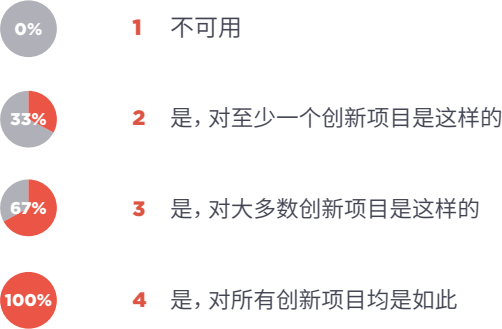 0% 1 不可用
33% 2 是，对至少一个创新项目是这样的
67% 3 是，对大多数创新项目是这样的
100% 4 是，对所有创新项目均是如此